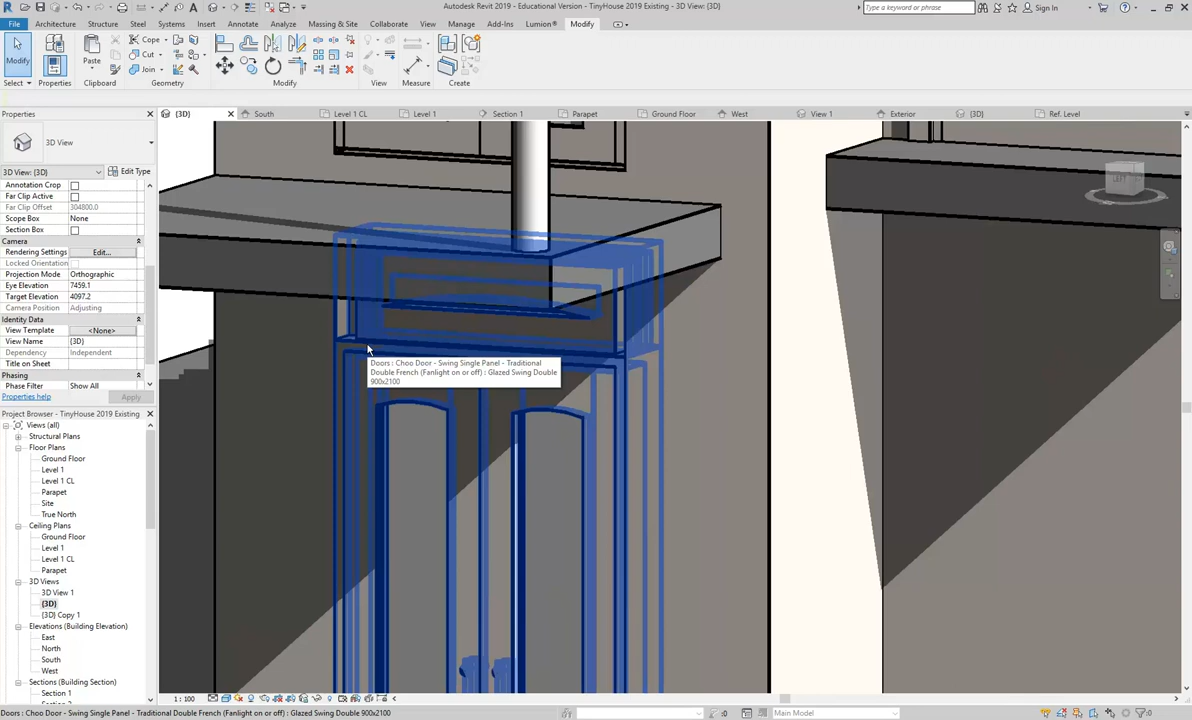 Autodesk Revit 2019 - Educational Version - TinyHouse 2019 Existing - 3D View: {3D}
Type a keyword or phrase
Sign In
File Architecture Structure Steel Systems Insert Annotate Analyze Massing & Site Collaborate View Manage Add-Ins Lumion® Modify
Modify
Properties
Paste
Cope
Cut
Join
Select
Properties
Clipboard
Geometry
Modify
View
Measure
Create
Properties
{3D}
South
Level 1 CL
Level 1
Section 1
Parapet
Ground Floor
West
View 1
Exterior
{3D}
Ref. Level
3D View
3D View: {3D}
Edit Type
Annotation Crop
Far Clip Active
Far Clip Offset 304800.0
Scope Box None
Section Box
Camera
Rendering Settings Edit...
Locked Orientation
Projection Mode Orthographic
Eye Elevation 7459.1
Target Elevation 4097.2
Camera Position Adjusting
Identity Data
View Template <None>
View Name {3D}
Dependency Independent
Title on Sheet
Phasing
Phase Filter Show All
Properties help
Apply
Project Browser - TinyHouse 2019 Existing
Views (all)
Structural Plans
Floor Plans
Ground Floor
Level 1
Level 1 CL
Parapet
Site
True North
Ceiling Plans
Ground Floor
Level 1
Level 1 CL
Parapet
3D Views
3D View 1
{3D}
{3D} Copy 1
Elevations (Building Elevation)
East
North
South
West
Sections (Building Section)
Section 1
Doors : Choo Door - Swing Single Panel - Traditional
Double French (Fanlight on or off) : Glazed Swing Double
900x2100
1 : 100
Doors : Choo Door - Swing Single Panel - Traditional Double French (Fanlight on or off) : Glazed Swing Double 900x2100
:0
Main Model
:0